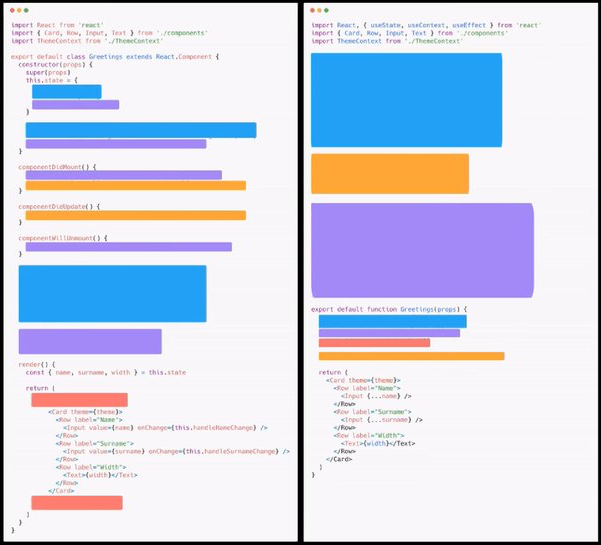 import React from 'react'
import { Card, Row, Input, Text } from './components'
import ThemeContext from './ThemeContext'
export default class Greetings extends React.Component {
constructor(props) {
super(props)
this.state = {
}
}
componentDidMount() {
}
componentDidUpdate() {
}
componentWillUnmount() {
}
render() {
const { name, surname, width } = this.state
return (
<Card theme={theme}>
<Row label="Name">
<Input value={name} onChange={this.handleNameChange} />
</Row>
<Row label="Surname">
<Input value={surname} onChange={this.handleSurnameChange} />
</Row>
<Row label="Width">
<Text>{width}</Text>
</Row>
</Card>
)
}
}
import React, { useState, useContext, useEffect } from 'react'
import { Card, Row, Input, Text } from './components'
import ThemeContext from './ThemeContext'
export default function Greetings(props) {
return (
<Card theme={theme}>
<Row label="Name">
<Input {...name} />
</Row>
<Row label="Surname">
<Input {...surname} />
</Row>
<Row label="Width">
<Text>{width}</Text>
</Row>
</Card>
)
}